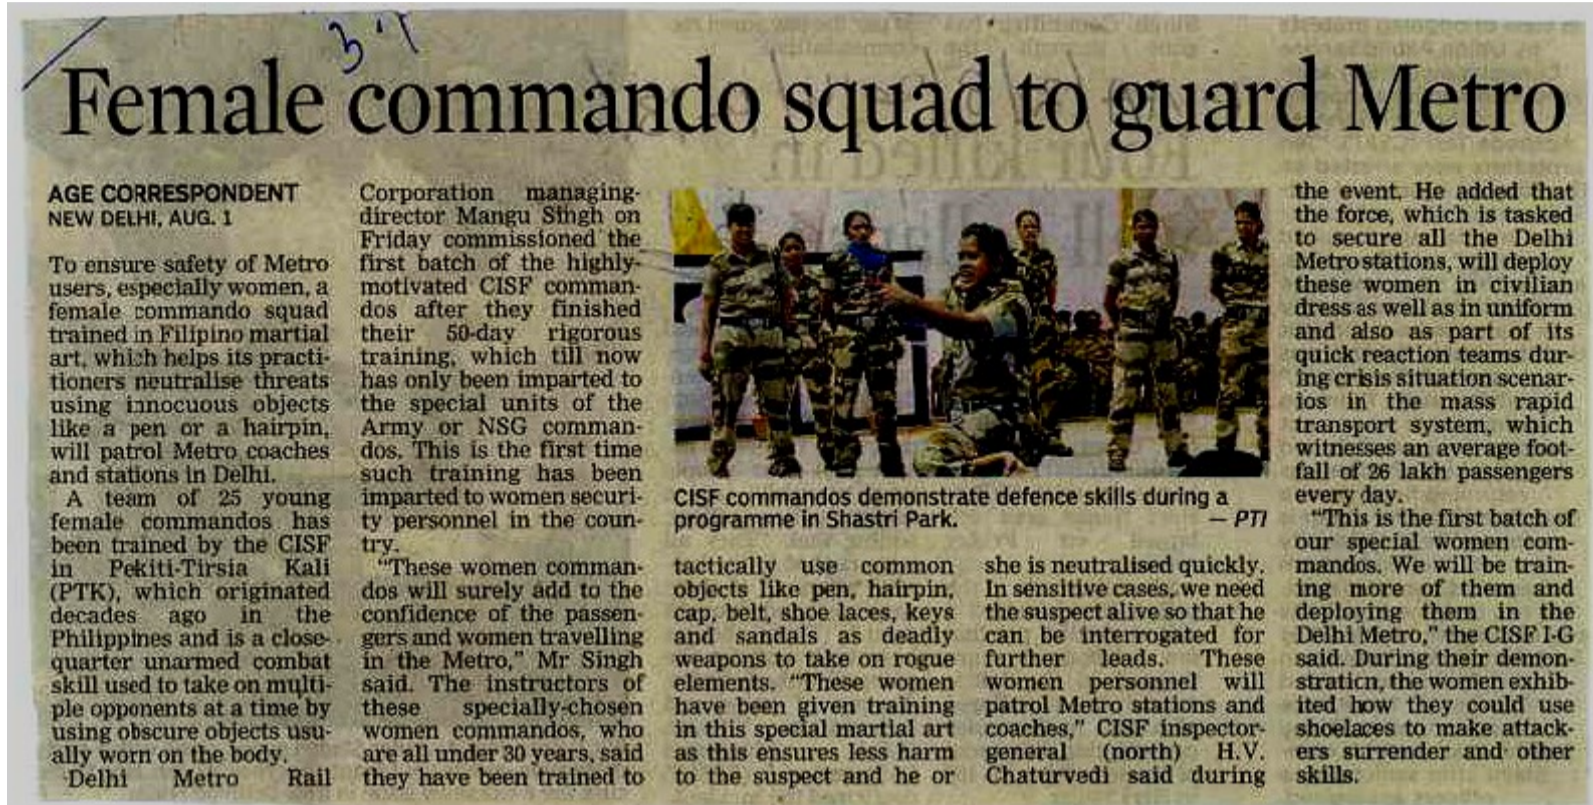 3.1
Female commando squad to guard Metro
AGE CORRESPONDENT
NEW DELHI, AUG. 1
To ensure safety of Metro
users, especially women, a
female commando squad
trained in Filipino martial
art, which helps its practi-
tioners neutralise threats
using innocuous objects
like a pen or a hairpin,
will patrol Metro coaches
and stations in Delhi.
A team of 25 young
female commandos has
been trained by the CISF
in Pekiti-Tirsia Kali
(PTK), which originated
decades ago in the
Philippines and is a close-
quarter unarmed combat
skill used to take on multi-
ple opponents at a time by
using obscure objects usu-
ally worn on the body.
Delhi Metro Rail
Corporation managing-
director Mangu Singh on
Friday commissioned the
first batch of the highly-
motivated CISF comman-
dos after they finished
their 50-day rigorous
training, which till now
has only been imparted to
the special units of the
Army or NSG comman-
dos. This is the first time
such training has been
imparted to women securi-
ty personnel in the coun-
try.
"These women comman-
dos will surely add to the
confidence of the passen-
gers and women travelling
in the Metro," Mr Singh
said. The instructors of
these specially-chosen
women commandos, who
are all under 30 years, said
they have been trained to
CISF commandos demonstrate defence skills during a
programme in Shastri Park. — PTI
tactically use common
objects like pen, hairpin,
cap, belt, shoe laces, keys
and sandals as deadly
weapons to take on rogue
elements. "These women
have been given training
in this special martial art
as this ensures less harm
to the suspect and he or
she is neutralised quickly.
In sensitive cases, we need
the suspect alive so that he
can be interrogated for
further leads. These
women personnel will
patrol Metro stations and
coaches," CISF inspector-
general (north) H.V.
Chaturvedi said during
the event. He added that
the force, which is tasked
to secure all the Delhi
Metro stations, will deploy
these women in civilian
dress as well as in uniform
and also as part of its
quick reaction teams dur-
ing crisis situation scenar-
ios in the mass rapid
transport system, which
witnesses an average foot-
fall of 26 lakh passengers
every day.
"This is the first batch of
our special women com-
mandos. We will be train-
ing more of them and
deploying them in the
Delhi Metro," the CISF I-G
said. During their demon-
stration, the women exhib-
ited how they could use
shoelaces to make attack-
ers surrender and other
skills.